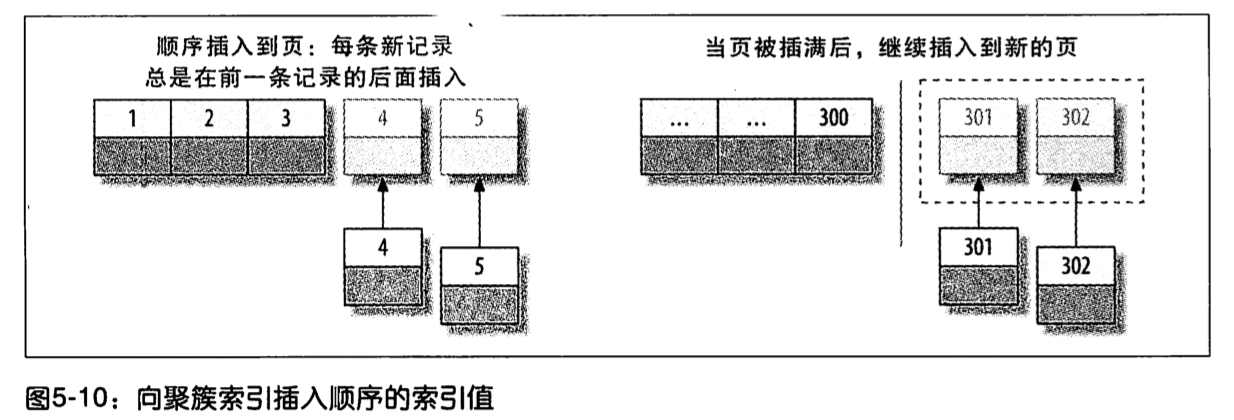 顺序插入到页：每条新记录
总是在前一条记录的后面插入
1 2 3 4 5
4
5
当页被插满后，继续插入到新的页
... ... 300 301 302
301
302
图5-10：向聚簇索引插入顺序的索引值